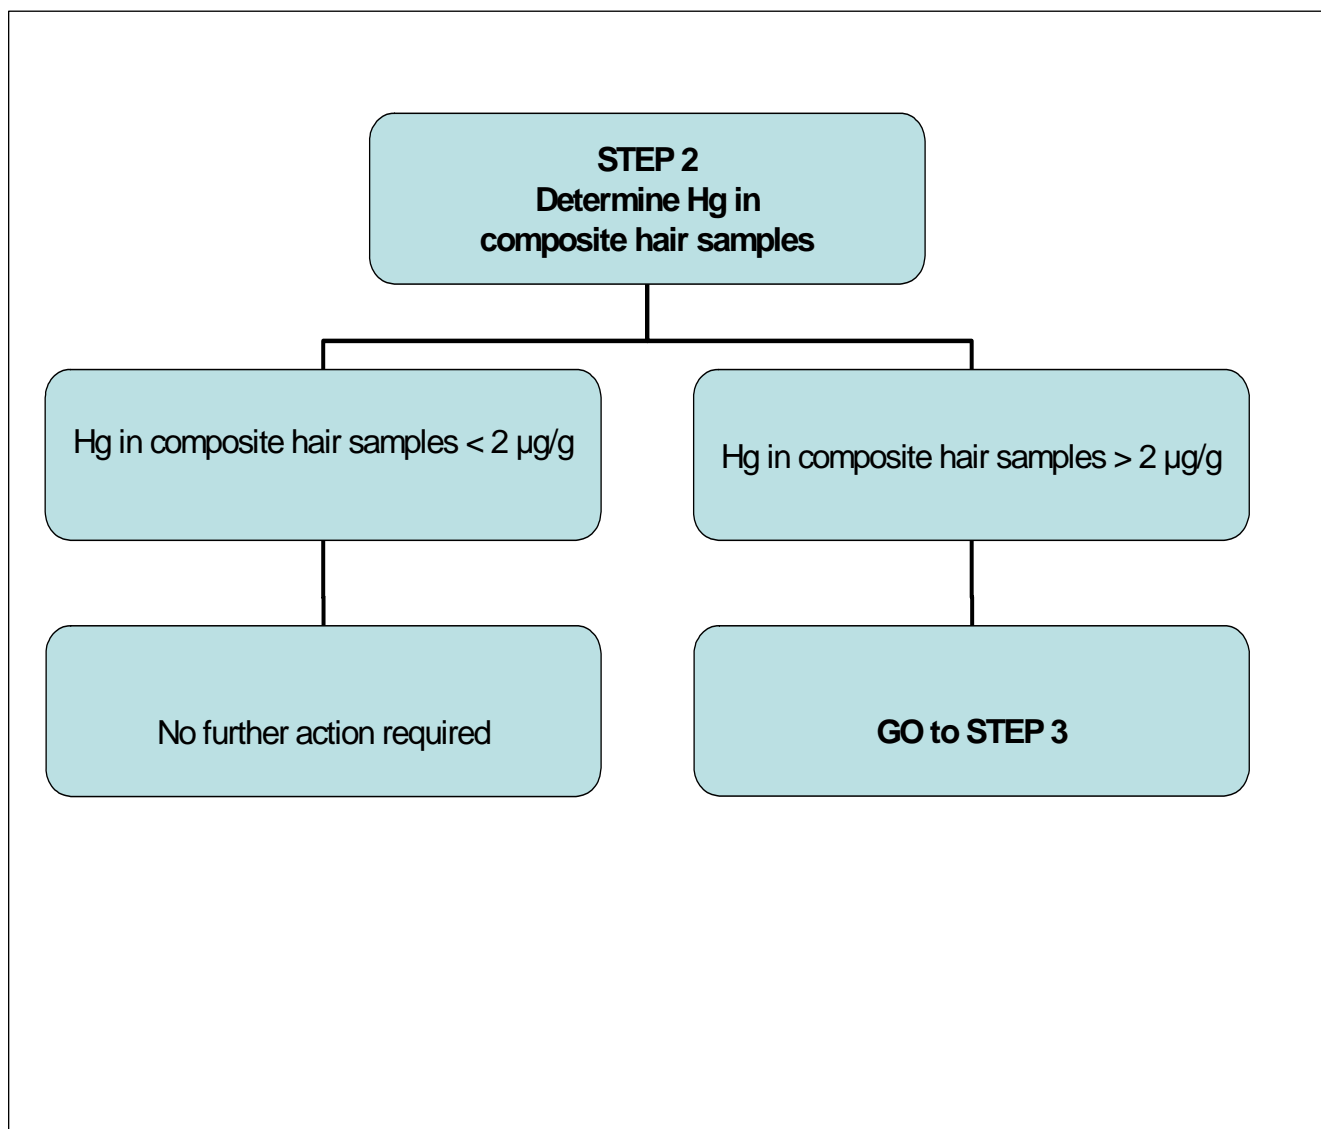 STEP 2
Determine Hg in
composite hair samples
Hg in composite hair samples < 2 µg/g
Hg in composite hair samples > 2 µg/g
No further action required
GO to STEP 3